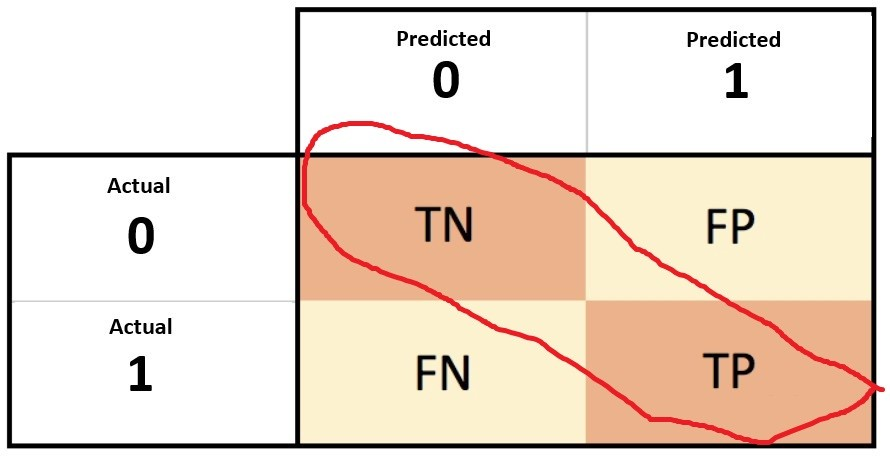 Predicted
0
Predicted
1
Actual
0
TN
FP
Actual
1
FN
TP